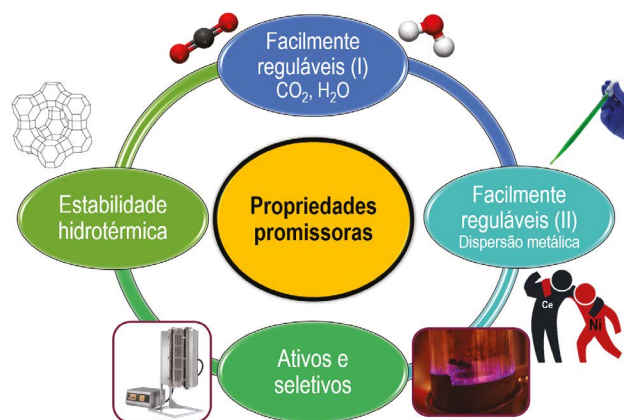 Facilmente
reguláveis (I)
CO₂, H₂O
Estabilidade
hidrotérmica
Propriedades
promissoras
Facilmente
reguláveis (II)
Dispersão metálica
Ce
Ni
Ativos e
seletivos